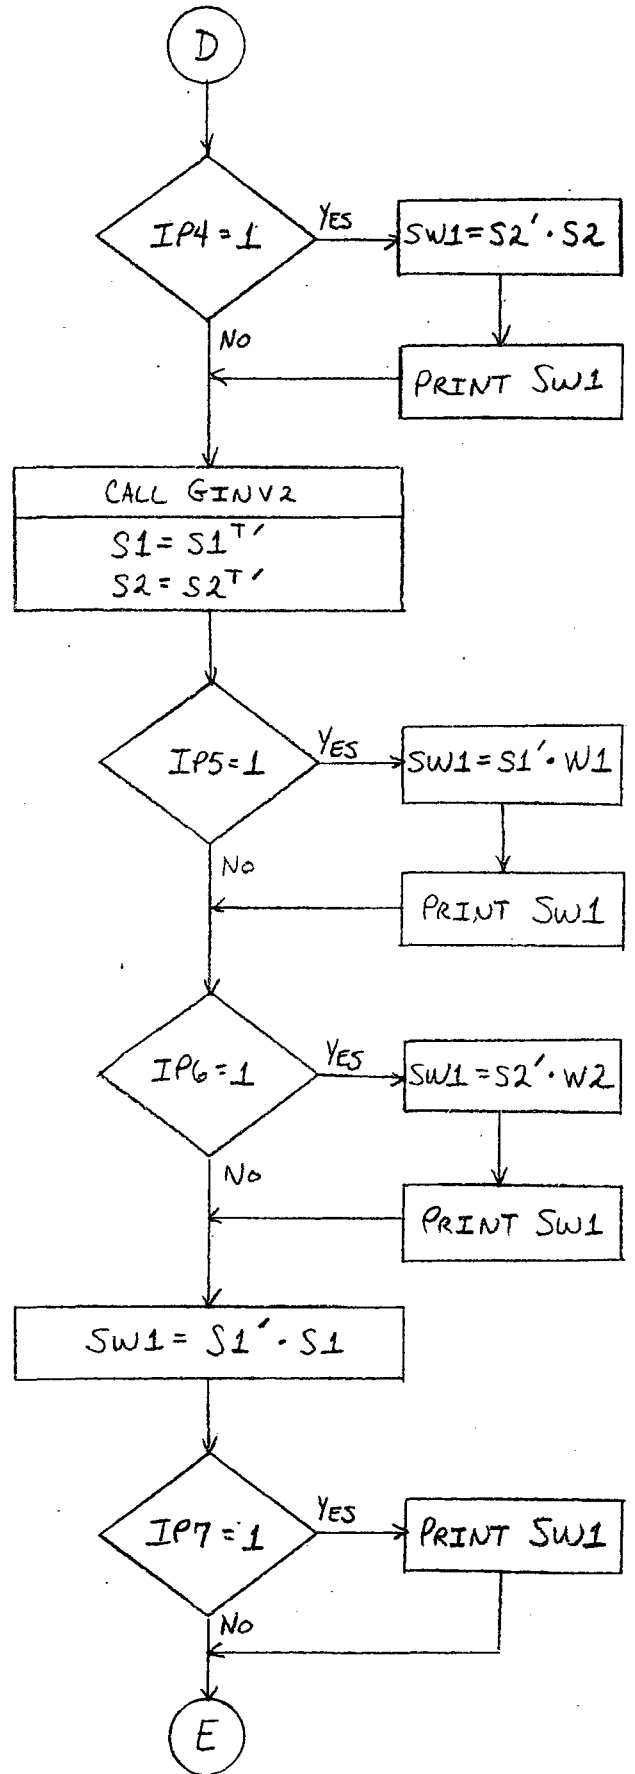 D
IP4=1
YES
SW1=S2'·S2
NO
PRINT SW1
CALL GINV2
S1=S1ᵀ'
S2=S2ᵀ'
IP5=1
YES
SW1=S1'·W1
NO
PRINT SW1
IP6=1
YES
SW1=S2'·W2
NO
PRINT SW1
SW1=S1'·S1
IP7=1
YES
PRINT SW1
NO
E